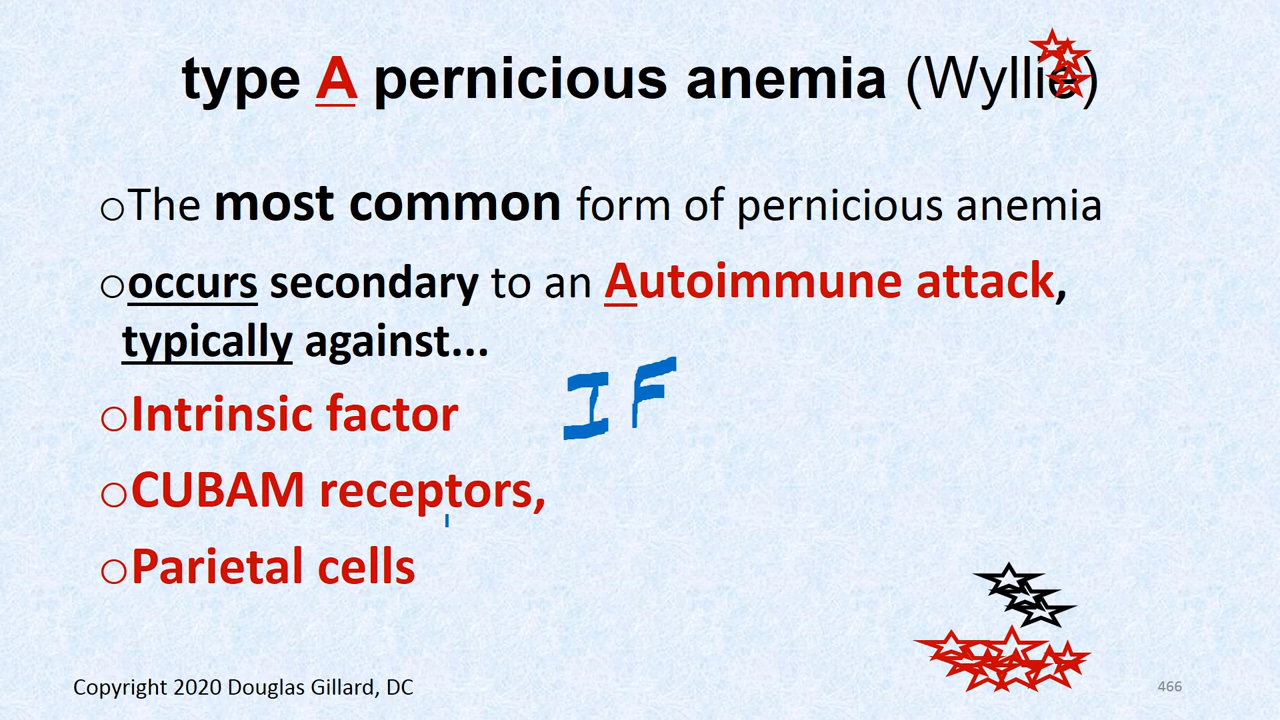 type A pernicious anemia (Wyllie)
○The most common form of pernicious anemia
○occurs secondary to an Autoimmune attack,
typically against...
○Intrinsic factor
IF
○CUBAM receptors,
○Parietal cells
Copyright 2020 Douglas Gillard, DC
466